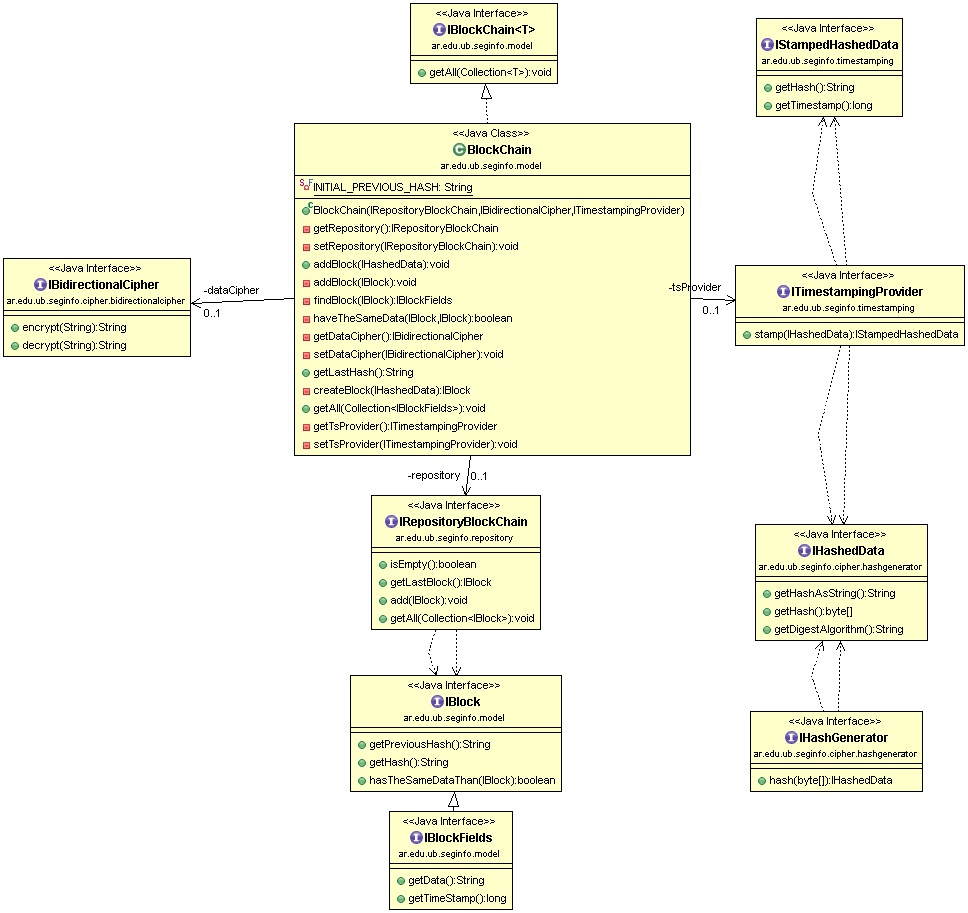 <<Java Interface>>
IBlockChain<T>
ar.edu.ub.seginfo.model
getAll(Collection<T>):void
<<Java Interface>>
IStampedHashedData
ar.edu.ub.seginfo.timestamping
getHash():String
getTimestamp():long
<<Java Class>>
BlockChain
ar.edu.ub.seginfo.model
INITIAL_PREVIOUS_HASH: String
BlockChain(IRepositoryBlockChain,IBidirectionalCipher,ITimestampingProvider)
getRepository():IRepositoryBlockChain
setRepository(IRepositoryBlockChain):void
addBlock(IHashedData):void
addBlock(IBlock):void
findBlock(IBlock):IBlockFields
haveTheSameData(IBlock,IBlock):boolean
getDataCipher():IBidirectionalCipher
setDataCipher(IBidirectionalCipher):void
getLastHash():String
createBlock(IHashedData):IBlock
getAll(Collection<IBlockFields>):void
getTsProvider():ITimestampingProvider
setTsProvider(ITimestampingProvider):void
<<Java Interface>>
IBidirectionalCipher
ar.edu.ub.seginfo.cipher.bidirectionalcipher
encrypt(String):String
decrypt(String):String
-dataCipher
0..1
-tsProvider
0..1
<<Java Interface>>
ITimestampingProvider
ar.edu.ub.seginfo.timestamping
stamp(IHashedData):IStampedHashedData
-repository
0..1
<<Java Interface>>
IRepositoryBlockChain
ar.edu.ub.seginfo.repository
isEmpty():boolean
getLastBlock():IBlock
add(IBlock):void
getAll(Collection<IBlock>):void
<<Java Interface>>
IHashedData
ar.edu.ub.seginfo.cipher.hashgenerator
getHashAsString():String
getHash():byte[]
getDigestAlgorithm():String
<<Java Interface>>
IBlock
ar.edu.ub.seginfo.model
getPreviousHash():String
getHash():String
hasTheSameDataThan(IBlock):boolean
<<Java Interface>>
IHashGenerator
ar.edu.ub.seginfo.cipher.hashgenerator
hash(byte[]):IHashedData
<<Java Interface>>
IBlockFields
ar.edu.ub.seginfo.model
getData():String
getTimeStamp():long